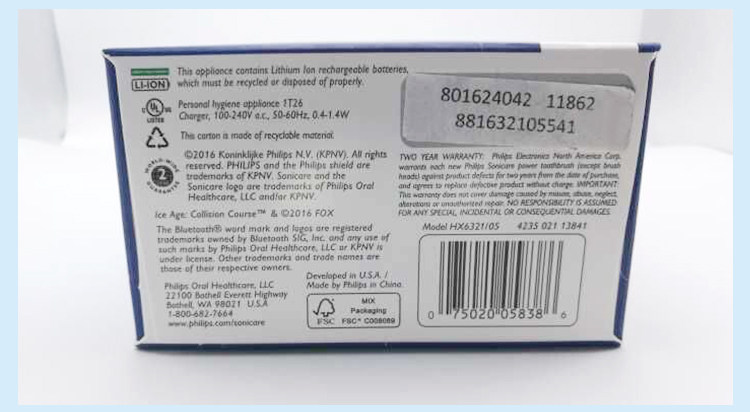 This appliance contains Lithium Ion rechargeable batteries,
LI-ION which must be recycled or disposed of properly.
Personal hygiene appliance 1T26
Charger, 100-240V a.c., 50-60Hz, 0.4-1.4W
UL
LISTED
This carton is made of recyclable material.
©2016 Koninklijke Philips N.V. (KPNV). All rights
reserved. PHILIPS and the Philips shield are
trademarks of KPNV. Sonicare and the
Sonicare logo are trademarks of Philips Oral
Healthcare, LLC and/or KPNV.
WORLD-WIDE
2
GUARANTEE
Ice Age: Collision Course™ & ©2016 FOX
The Bluetooth® word mark and logos are registered
trademarks owned by Bluetooth SIG, Inc. and any use of
such marks by Philips Oral Healthcare, LLC or KPNV is
under license. Other trademarks and trade names are
those of their respective owners.
Philips Oral Healthcare, LLC
22100 Bothell Everett Highway
Bothell, WA 98021 U.S.A
1-800-682-7664
www.philips.com/sonicare
Developed in U.S.A. /
Made by Philips in China.
FSC
MIX
Packaging
FSC® C008069
801624042 11862
881632105541
TWO YEAR WARRANTY: Philips Electronics North America Corp.
warrants each new Philips Sonicare power toothbrush (except brush
heads) against product defects for two years from the date of purchase,
and agrees to replace defective product without charge. IMPORTANT:
This warranty does not cover damage caused by misuse, abuse, neglect,
alterations or unauthorized repair. NO RESPONSIBILITY IS ASSUMED
FOR ANY SPECIAL, INCIDENTAL OR CONSEQUENTIAL DAMAGES.
Model HX6321/05 4235 021 13841
0 75020 05838 6